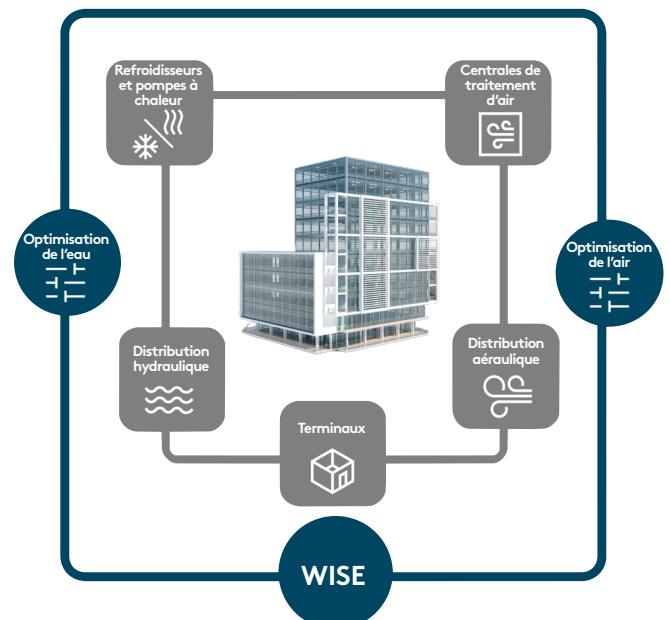 Refroidisseurs
et pompes à
chaleur
Centrales de
traitement
d'air
Optimisation
de l'eau
Optimisation
de l'air
Distribution
hydraulique
Distribution
aéraulique
Terminaux
WISE